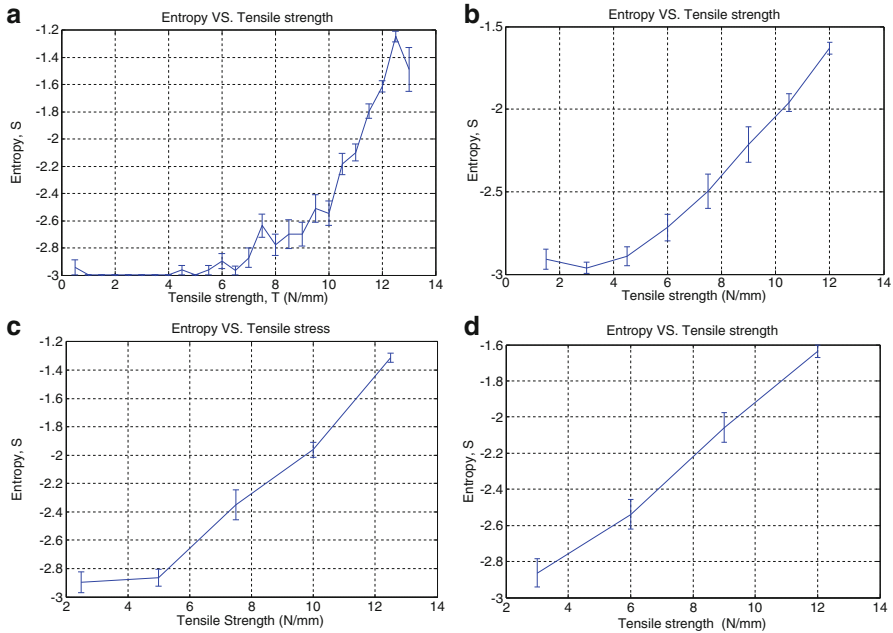 a
Entropy VS. Tensile strength
-1.2
-1.4
-1.6
-1.8
-2
-2.2
-2.4
-2.6
-2.8
-3
Entropy, S
0 2 4 6 8 10 12 14
Tensile strength, T (N/mm)
b
Entropy VS. Tensile strength
-1.5
-2
-2.5
-3
Entropy, S
0 2 4 6 8 10 12 14
Tensile strength (N/mm)
c
Entropy VS. Tensile stress
-1.2
-1.4
-1.6
-1.8
-2
-2.2
-2.4
-2.6
-2.8
-3
Entropy, S
2 4 6 8 10 12 14
Tensile Strength (N/mm)
d
Entropy VS. Tensile strength
-1.6
-1.8
-2
-2.2
-2.4
-2.6
-2.8
-3
Entropy, S
2 4 6 8 10 12 14
Tensile strength (N/mm)